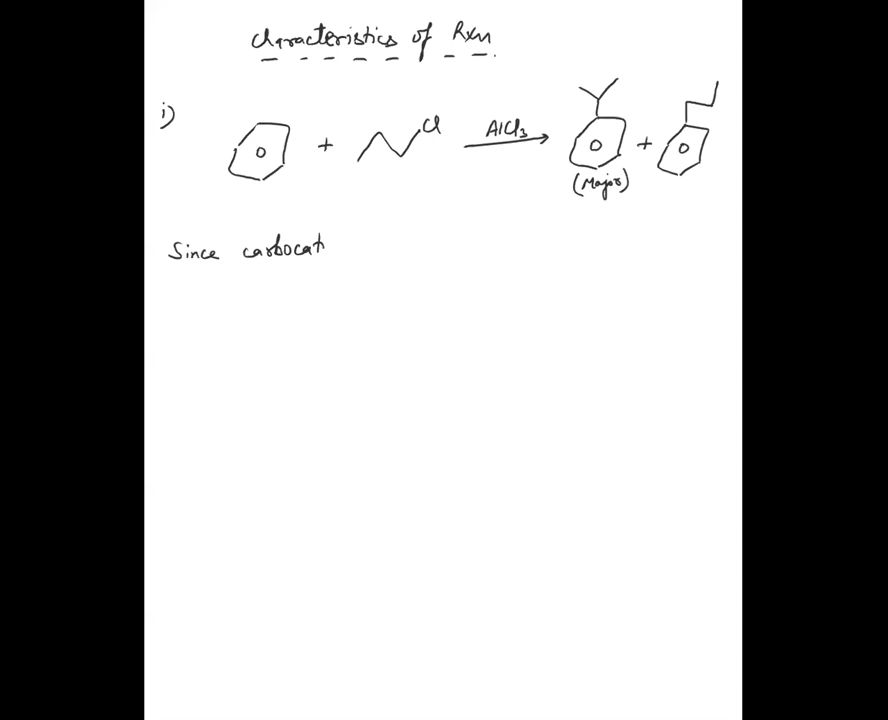 Characteristics of Rxn
i)
+ Cl AlCl3 +
(Major)
Since carbocat